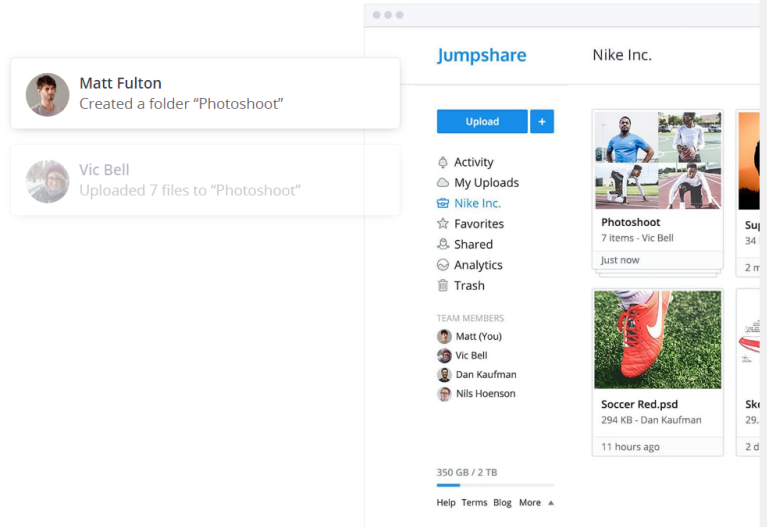 Matt Fulton
Created a folder “Photoshoot”
Vic Bell
Uploaded 7 files to “Photoshoot”
Jumpshare
Nike Inc.
Upload
+
Activity
My Uploads
Nike Inc.
Favorites
Shared
Analytics
Trash
TEAM MEMBERS
Matt (You)
Vic Bell
Dan Kaufman
Nils Hoenson
350 GB / 2 TB
Help Terms Blog More
Photoshoot
7 items - Vic Bell
Just now
34
Soccer Red.psd
294 KB - Dan Kaufman
11 hours ago
29.
2 d